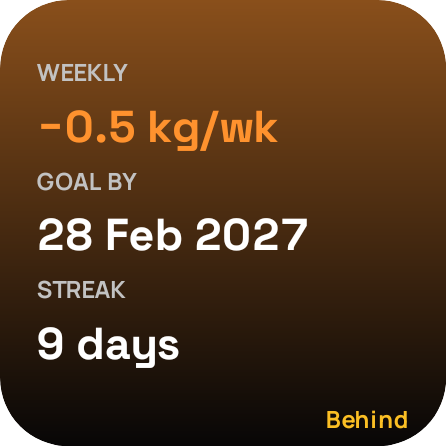 WEEKLY
−0.5 kg/wk
GOAL BY
28 Feb 2027
STREAK
9 days
Behind